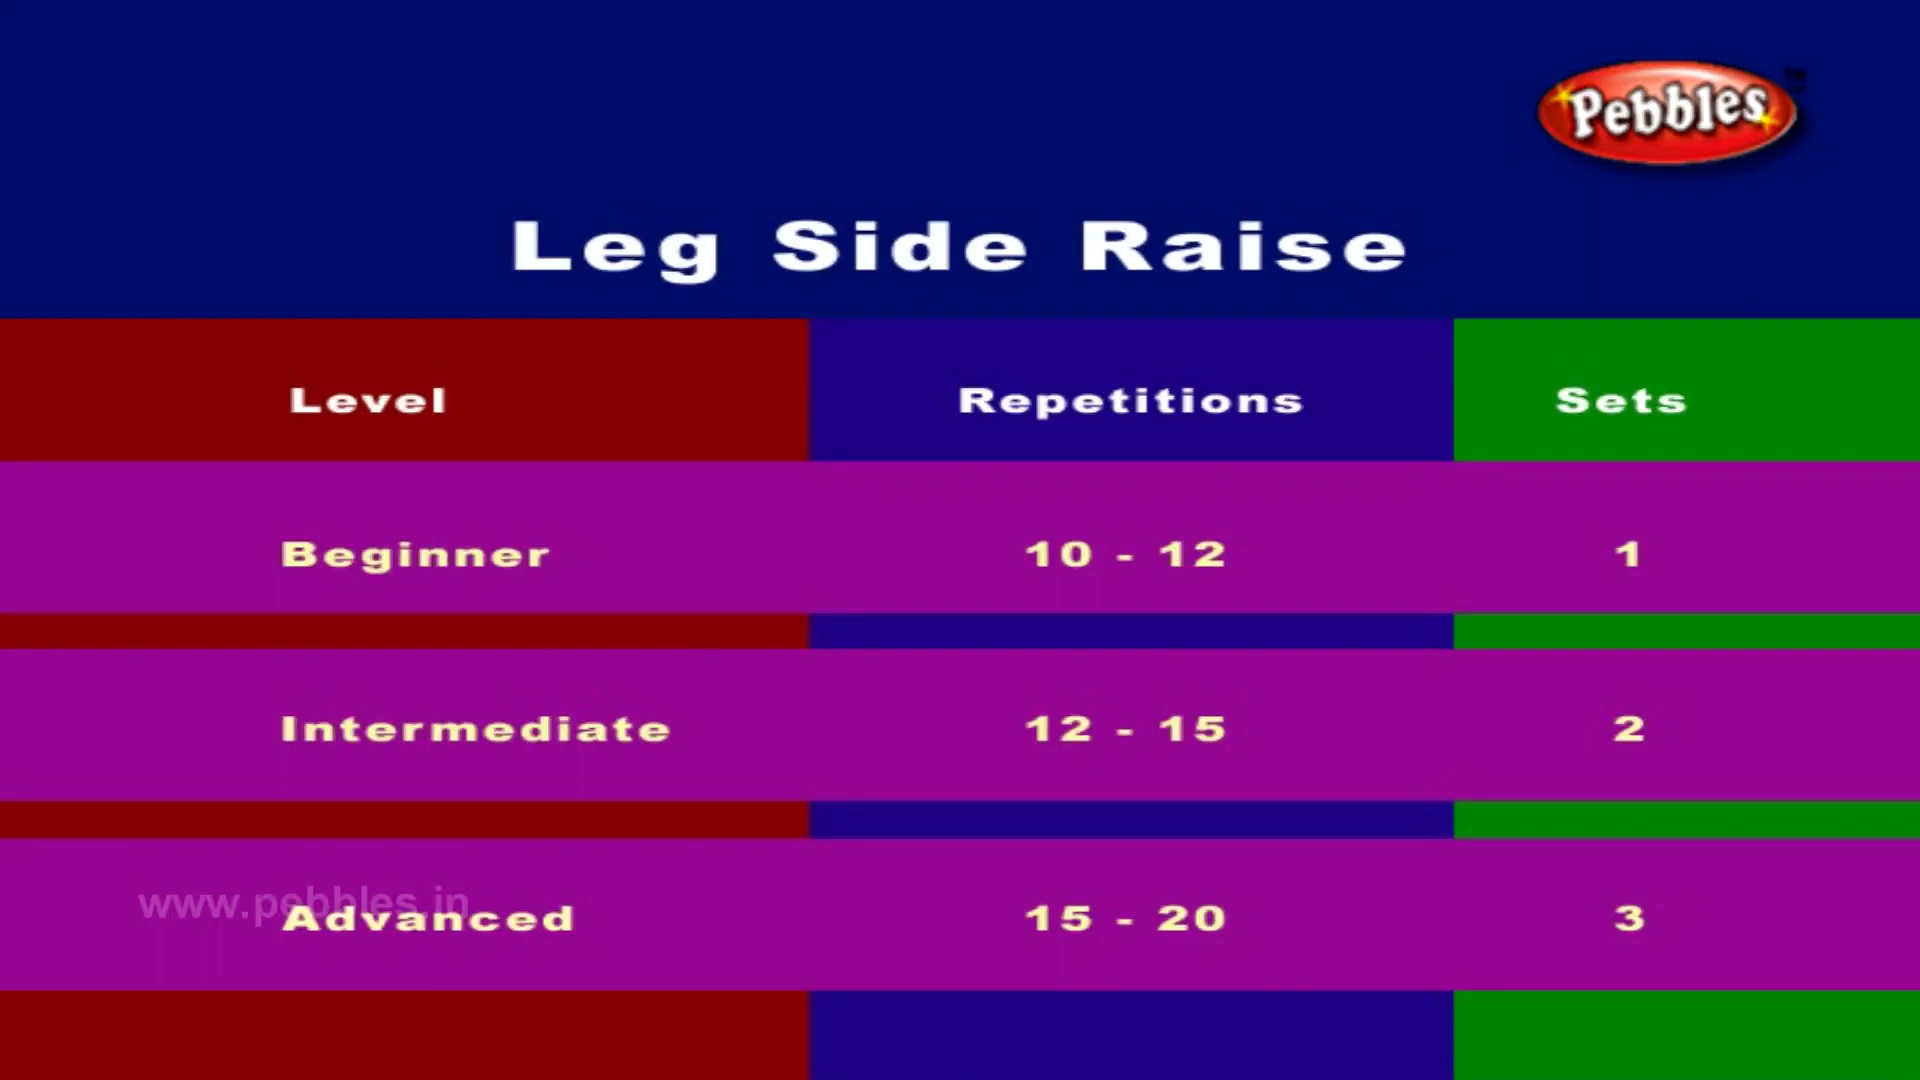 Pebbles TM
Leg Side Raise
Level Repetitions Sets
Beginner 10 - 12 1
Intermediate 12 - 15 2
www.pebbles.in
Advanced 15 - 20 3